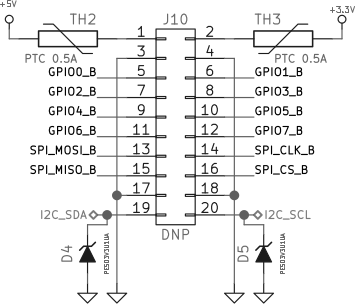 +5V +3.3V
TH2 J10 TH3
1 2
PTC 0.5A 3 4 PTC 0.5A
GPIO0_B 5 6 GPIO1_B
GPIO2_B 7 8 GPIO3_B
GPIO4_B 9 10 GPIO5_B
GPIO6_B 11 12 GPIO7_B
SPI_MOSI_B 13 14 SPI_CLK_B
SPI_MISO_B 15 16 SPI_CS_B
17 18
I2C_SDA 19 20 I2C_SCL
DNP
D4 PESD3V3U1UA D5 PESD3V3U1UA